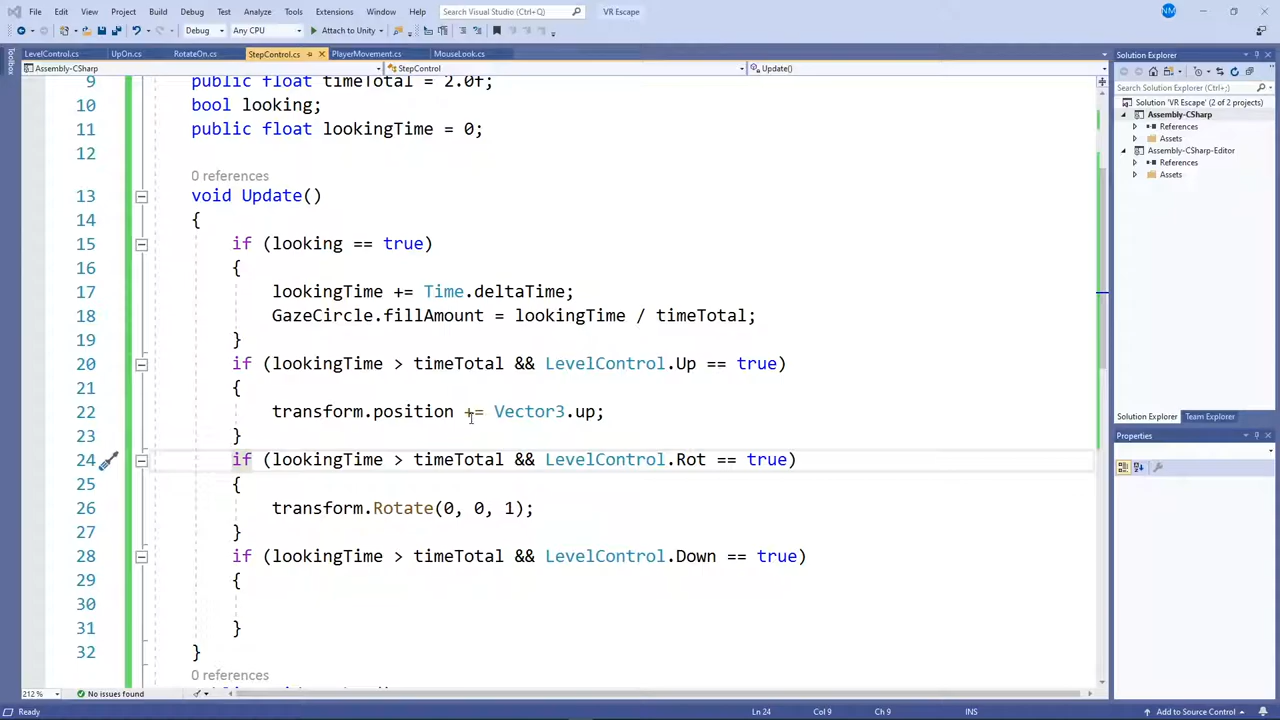 File Edit View Project Build Debug Test Analyze Tools Extensions Window Help Search Visual Studio (Ctrl+Q) VR Escape NM
Debug Any CPU Attach to Unity
LevelControl.cs UpOn.cs RotateOn.cs StepControl.cs PlayerMovement.cs MouseLook.cs
Toolbox
Assembly-CSharp StepControl Update()
9 public float timeTotal = 2.0f;
10 bool looking;
11 public float lookingTime = 0;
12
0 references
13 void Update()
14 {
15 if (looking == true)
16 {
17 lookingTime += Time.deltaTime;
18 GazeCircle.fillAmount = lookingTime / timeTotal;
19 }
20 if (lookingTime > timeTotal && LevelControl.Up == true)
21 {
22 transform.position += Vector3.up;
23 }
24 if (lookingTime > timeTotal && LevelControl.Rot == true)
25 {
26 transform.Rotate(0, 0, 1);
27 }
28 if (lookingTime > timeTotal && LevelControl.Down == true)
29 {
30
31 }
32 }
0 references
212 % No issues found
Ready Ln 24 Col 9 Ch 9 INS Add to Source Control
Solution Explorer
Search Solution Explorer (Ctrl+;)
Solution 'VR Escape' (2 of 2 projects)
Assembly-CSharp
References
Assets
Assembly-CSharp-Editor
References
Assets
Solution Explorer Team Explorer
Properties